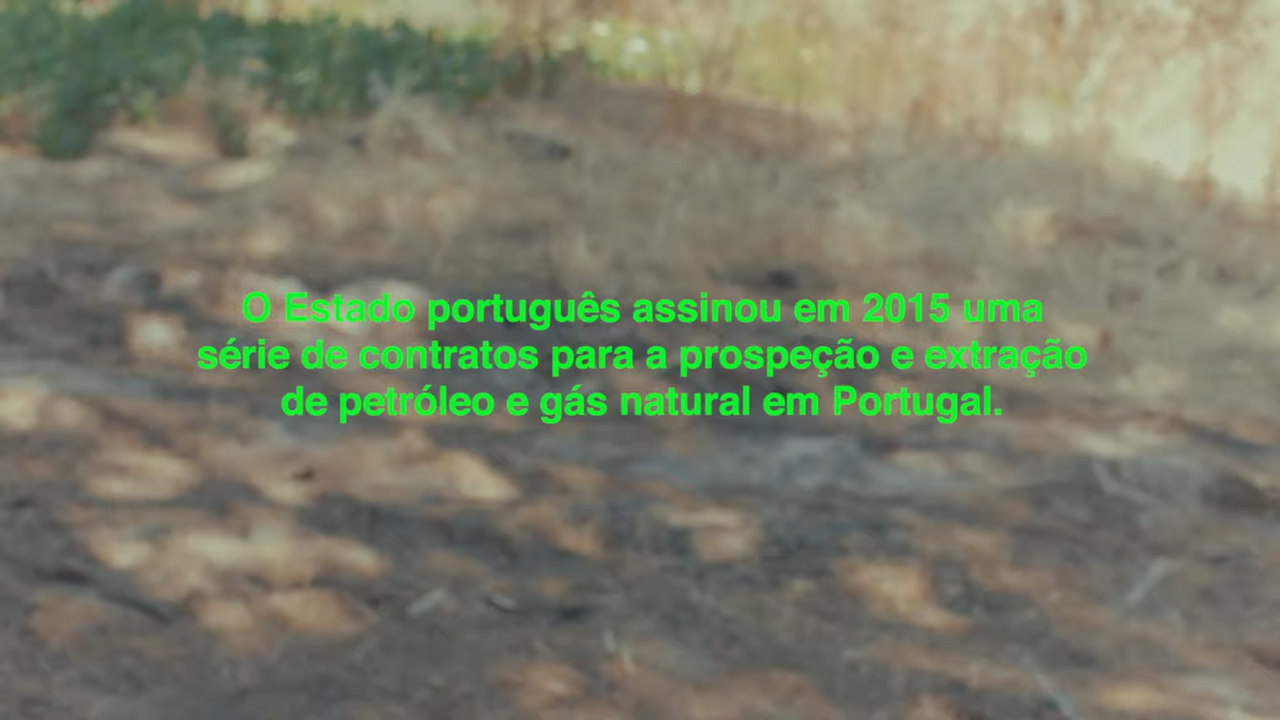 O Estado português assinou em 2015 uma
série de contratos para a prospeção e extração
de petróleo e gás natural em Portugal.